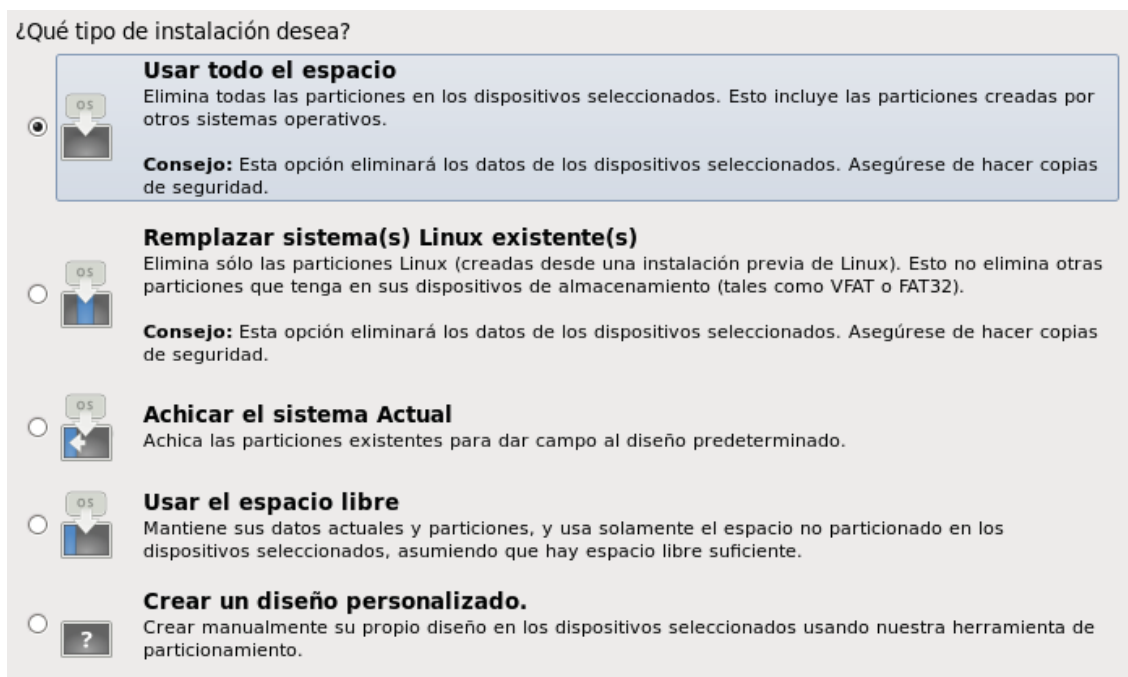 ¿Qué tipo de instalación desea?
Usar todo el espacio
OS
Elimina todas las particiones en los dispositivos seleccionados. Esto incluye las particiones creadas por
otros sistemas operativos.
Consejo: Esta opción eliminará los datos de los dispositivos seleccionados. Asegúrese de hacer copias
de seguridad.
Remplazar sistema(s) Linux existente(s)
OS
Elimina sólo las particiones Linux (creadas desde una instalación previa de Linux). Esto no elimina otras
particiones que tenga en sus dispositivos de almacenamiento (tales como VFAT o FAT32).
Consejo: Esta opción eliminará los datos de los dispositivos seleccionados. Asegúrese de hacer copias
de seguridad.
OS
Achicar el sistema Actual
Achica las particiones existentes para dar campo al diseño predeterminado.
OS
Usar el espacio libre
Mantiene sus datos actuales y particiones, y usa solamente el espacio no particionado en los
dispositivos seleccionados, asumiendo que hay espacio libre suficiente.
Crear un diseño personalizado.
?
Crear manualmente su propio diseño en los dispositivos seleccionados usando nuestra herramienta de
particionamiento.